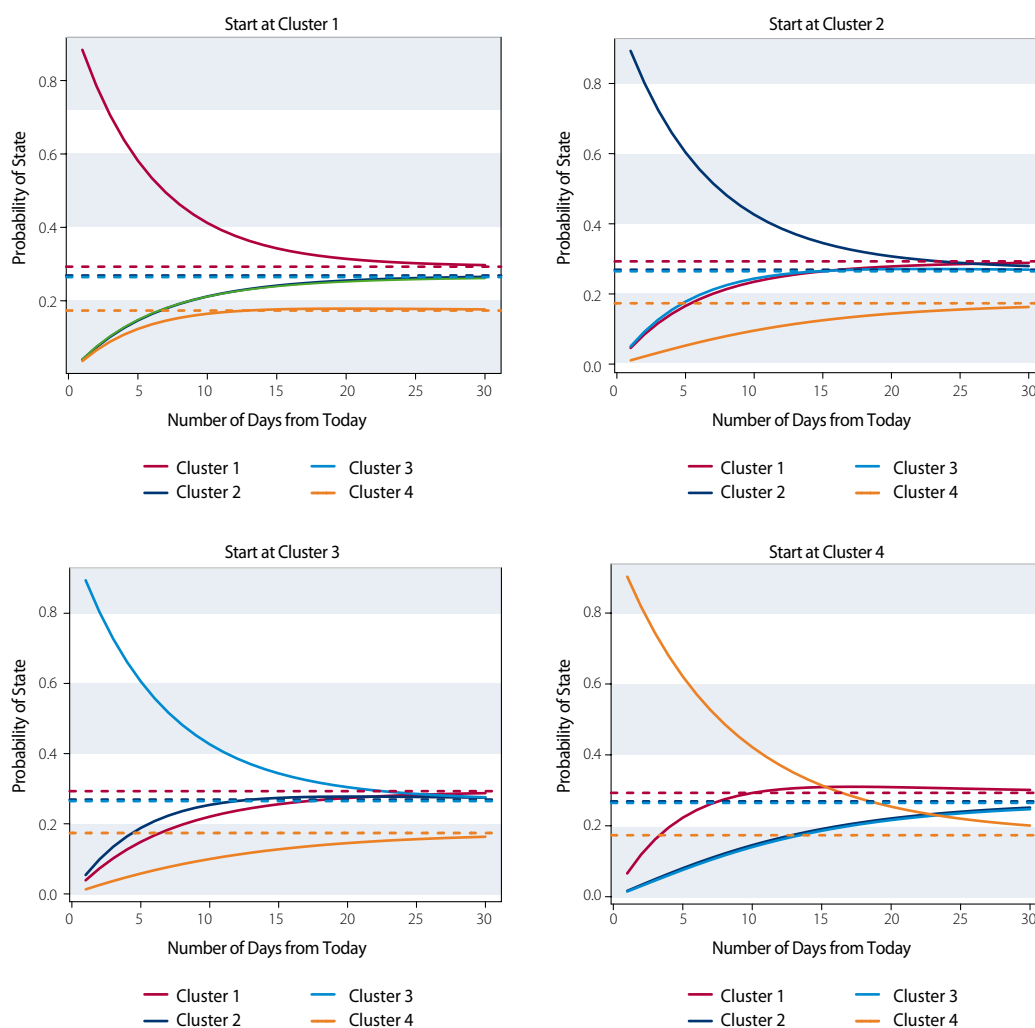 Start at Cluster 1
Probability of State
0.8
0.6
0.4
0.2
0 5 10 15 20 25 30
Number of Days from Today
Cluster 1 Cluster 3
Cluster 2 Cluster 4
Start at Cluster 2
Probability of State
0.8
0.6
0.4
0.2
0.0
0 5 10 15 20 25 30
Number of Days from Today
Cluster 1 Cluster 3
Cluster 2 Cluster 4
Start at Cluster 3
Probability of State
0.8
0.6
0.4
0.2
0.0
0 5 10 15 20 25 30
Number of Days from Today
Cluster 1 Cluster 3
Cluster 2 Cluster 4
Start at Cluster 4
Probability of State
0.8
0.6
0.4
0.2
0.0
0 5 10 15 20 25 30
Number of Days from Today
Cluster 1 Cluster 3
Cluster 2 Cluster 4